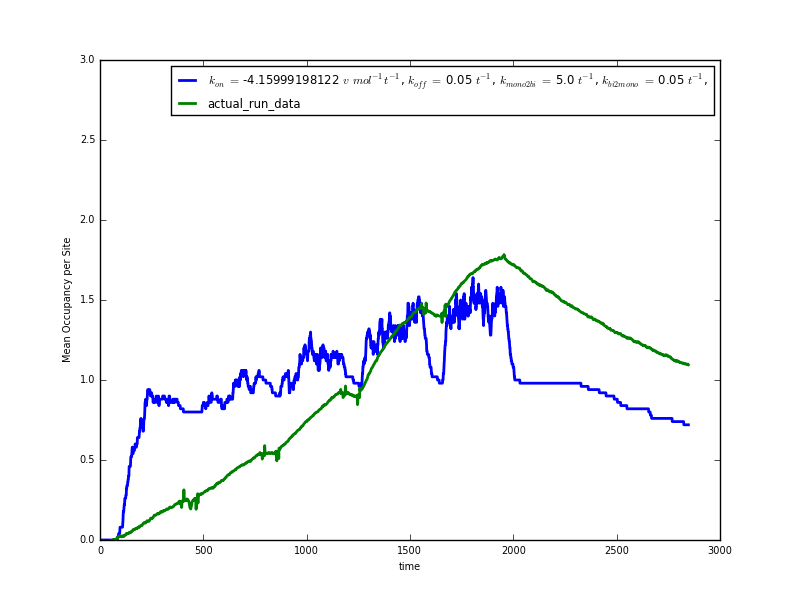 3.0
k_on = -4.15999198122 v mol⁻¹t⁻¹, k_off = 0.05 t⁻¹, k_mono2bi = 5.0 t⁻¹, k_bi2mono = 0.05 t⁻¹,
actual_run_data
2.5
2.0
Mean Occupancy per Site
1.5
1.0
0.5
0.0
0 500 1000 1500 2000 2500 3000
time